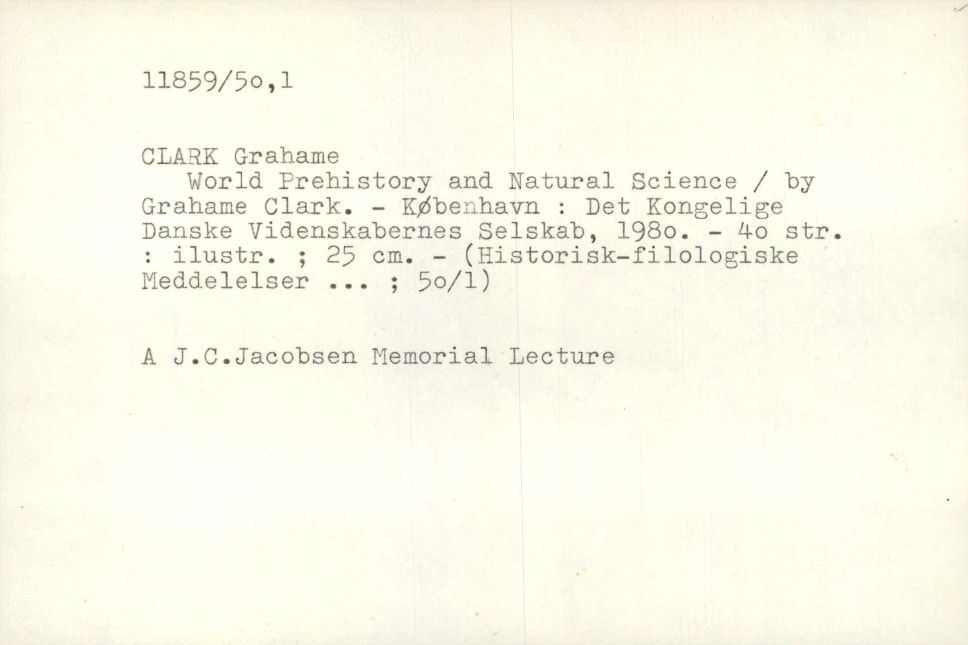 11859/5o,1
CLARK Grahame
World Prehistory and Natural Science / by
Grahame Clark. - København : Det Kongelige
Danske Videnskabernes Selskab, 198o. - 4o str.
: ilustr. ; 25 cm. - (Historisk-filologiske
Meddelelser ... ; 5o/1)
A J.C.Jacobsen Memorial Lecture